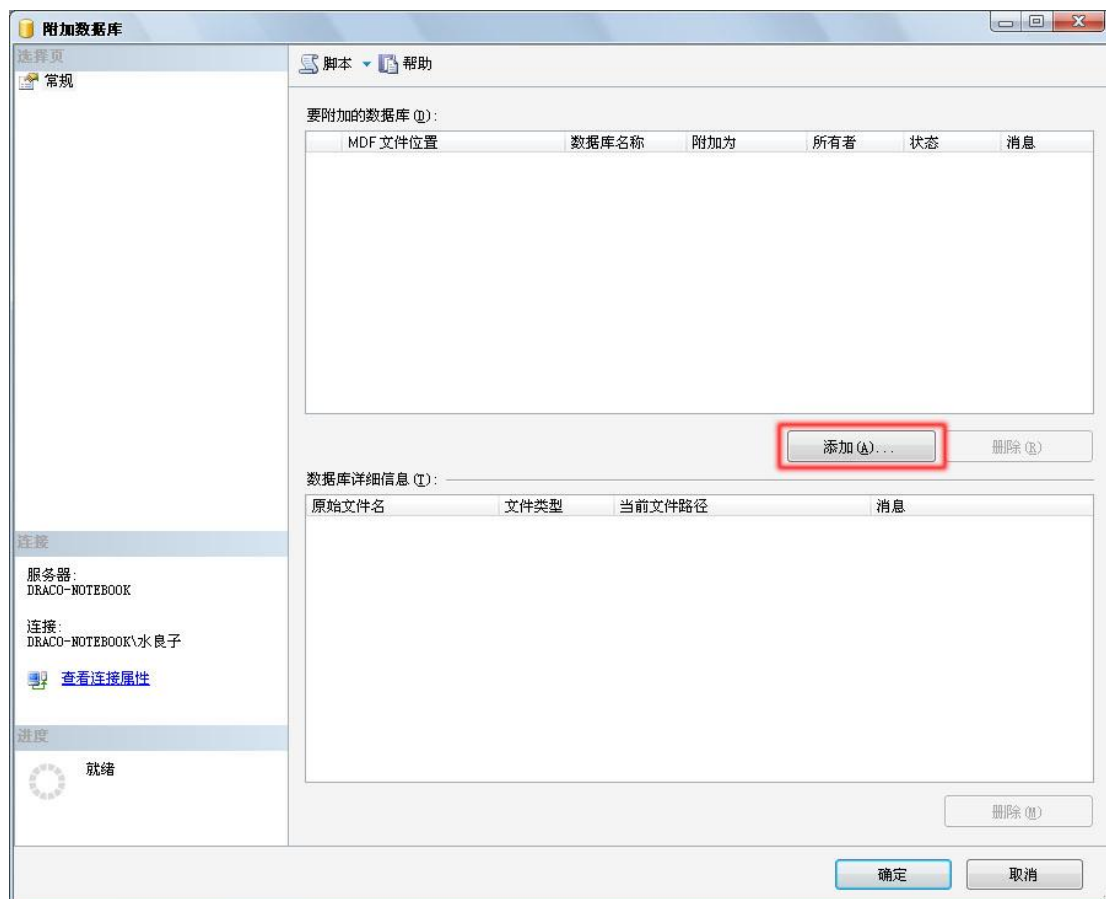 附加数据库
选择页
常规
脚本 帮助
要附加的数据库(D):
MDF 文件位置 数据库名称 附加为 所有者 状态 消息
添加(A)... 删除(R)
数据库详细信息(T):
原始文件名 文件类型 当前文件路径 消息
连接
服务器:
DRACO-NOTEBOOK
连接:
DRACO-NOTEBOOK\水良子
查看连接属性
进度
就绪
删除(M)
确定 取消